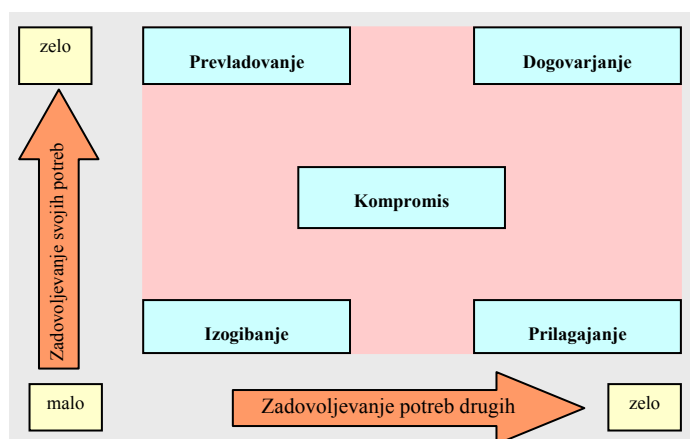 zelo
Prevladovanje
Dogovarjanje
Zadovoljevanje svojih potreb
Kompromis
Izogibanje
Prilagajanje
malo
Zadovoljevanje potreb drugih
zelo